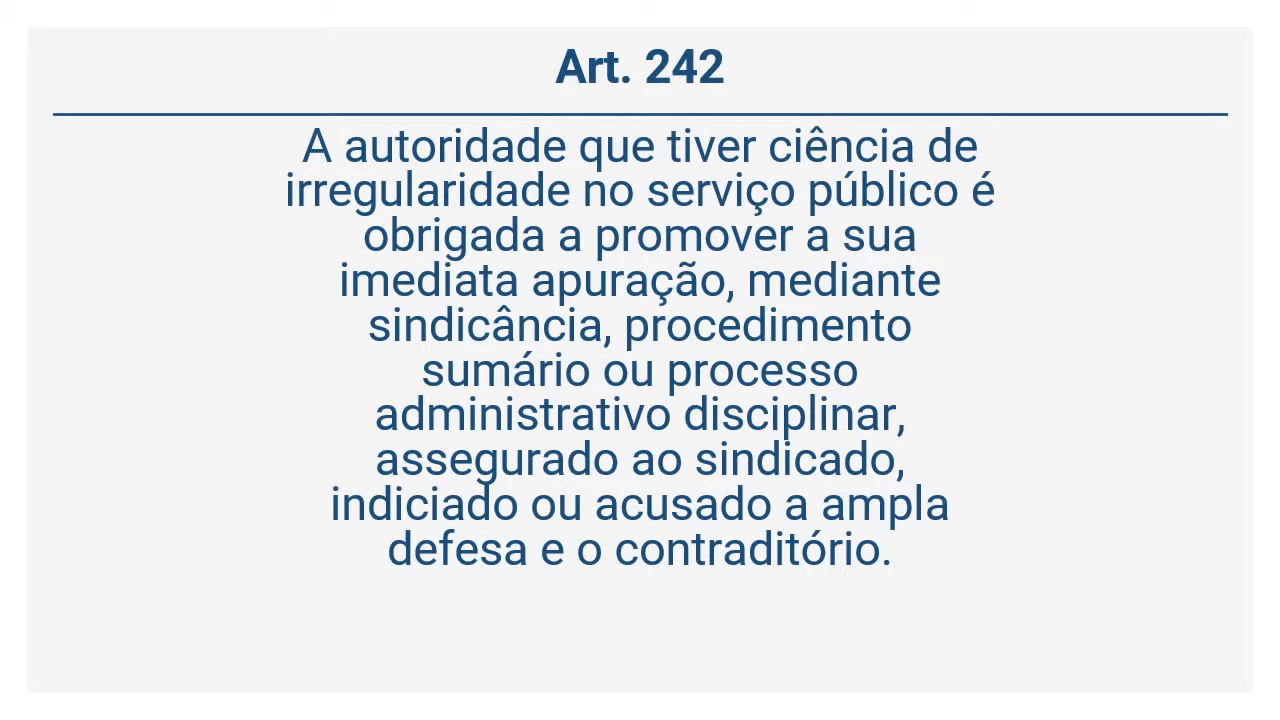 Art. 242
A autoridade que tiver ciência de
irregularidade no serviço público é
obrigada a promover a sua
imediata apuração, mediante
sindicância, procedimento
sumário ou processo
administrativo disciplinar,
assegurado ao sindicado,
indiciado ou acusado a ampla
defesa e o contraditório.